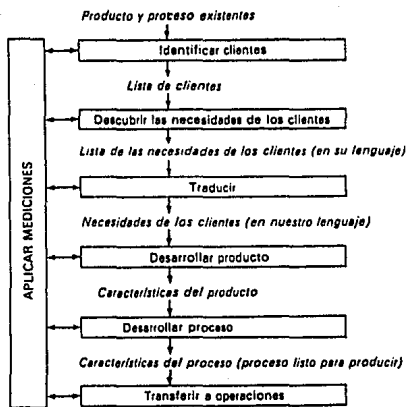 Producto y proceso existentes
Identificar clientes
Lista de clientes
Descubrir las necesidades de los clientes
Lista de las necesidades de los clientes (en su lenguaje)
Traducir
Necesidades de los clientes (en nuestro lenguaje)
Desarrollar producto
Características del producto
Desarrollar proceso
Características del proceso (proceso listo para producir)
Transferir a operaciones
APLICAR MEDICIONES